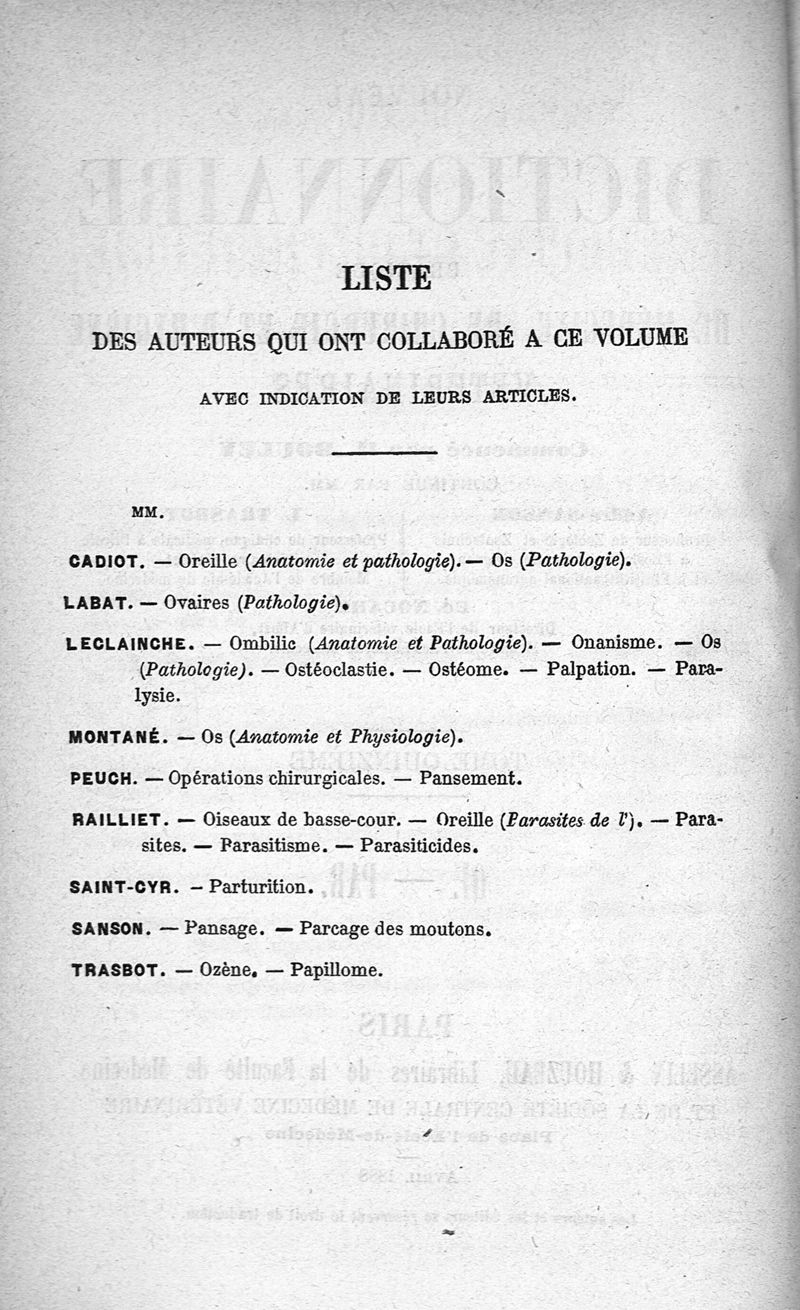 LISTE
DES AUTEURS QUI ONT COLLABORÉ A CE VOLUME
AVEC INDICATION DE LEURS ARTICLES.
MM.
CADIOT. — Oreille (Anatomie et pathologie). — Os (Pathologie).
LABAT. — Ovaires (Pathologie).
LECLAINCHE. — Ombilic (Anatomie et Pathologie). — Onanisme. — Os
(Pathologie). — Ostéoclastie. — Ostéome. — Palpation. — Para-
lysie.
MONTANÉ. — Os (Anatomie et Physiologie).
PEUCH. — Opérations chirurgicales. — Pansement.
RAILLIET. — Oiseaux de basse-cour. — Oreille (Parasites de l'). — Para-
sites. — Parasitisme. — Parasiticides.
SAINT-CYR. — Parturition.
SANSON. — Pansage. — Parcage des moutons.
TRASBOT. — Ozène. — Papillome.